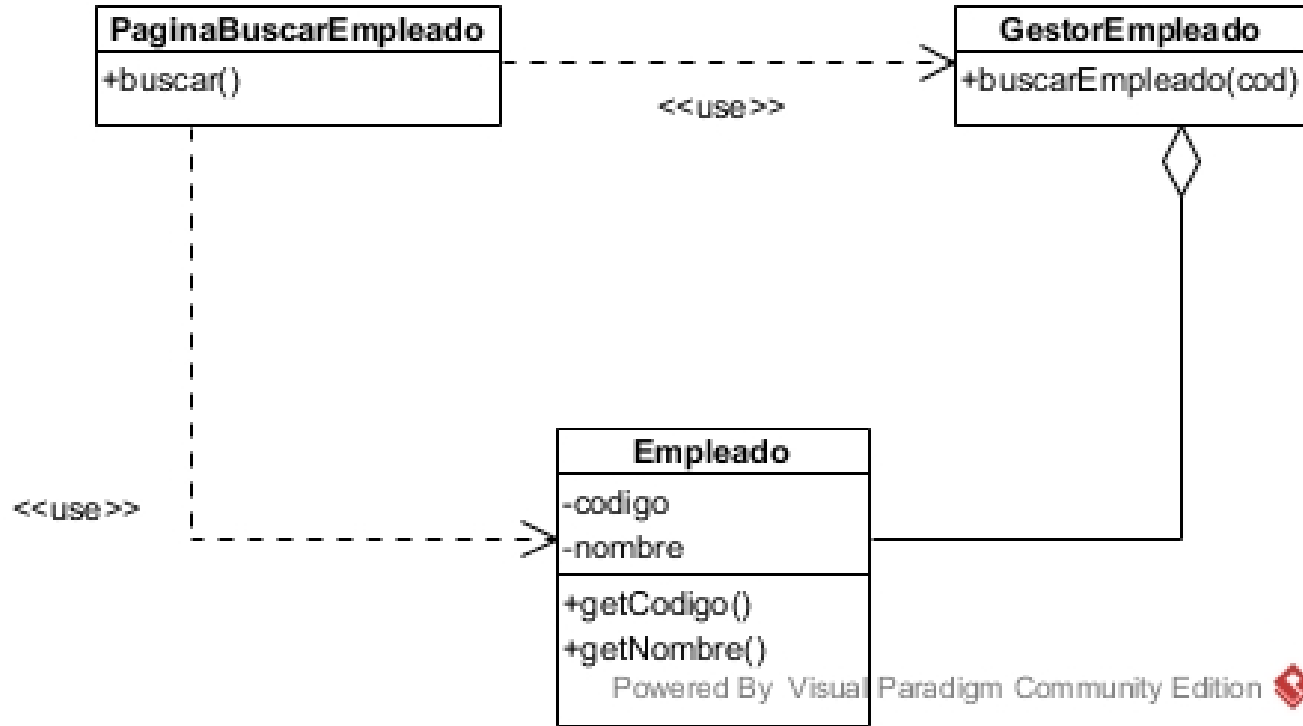 PaginaBuscarEmpleado
+buscar()
<<use>>
GestorEmpleado
+buscarEmpleado(cod)
<<use>>
Empleado
-codigo
-nombre
+getCodigo()
+getNombre()
Powered By Visual Paradigm Community Edition